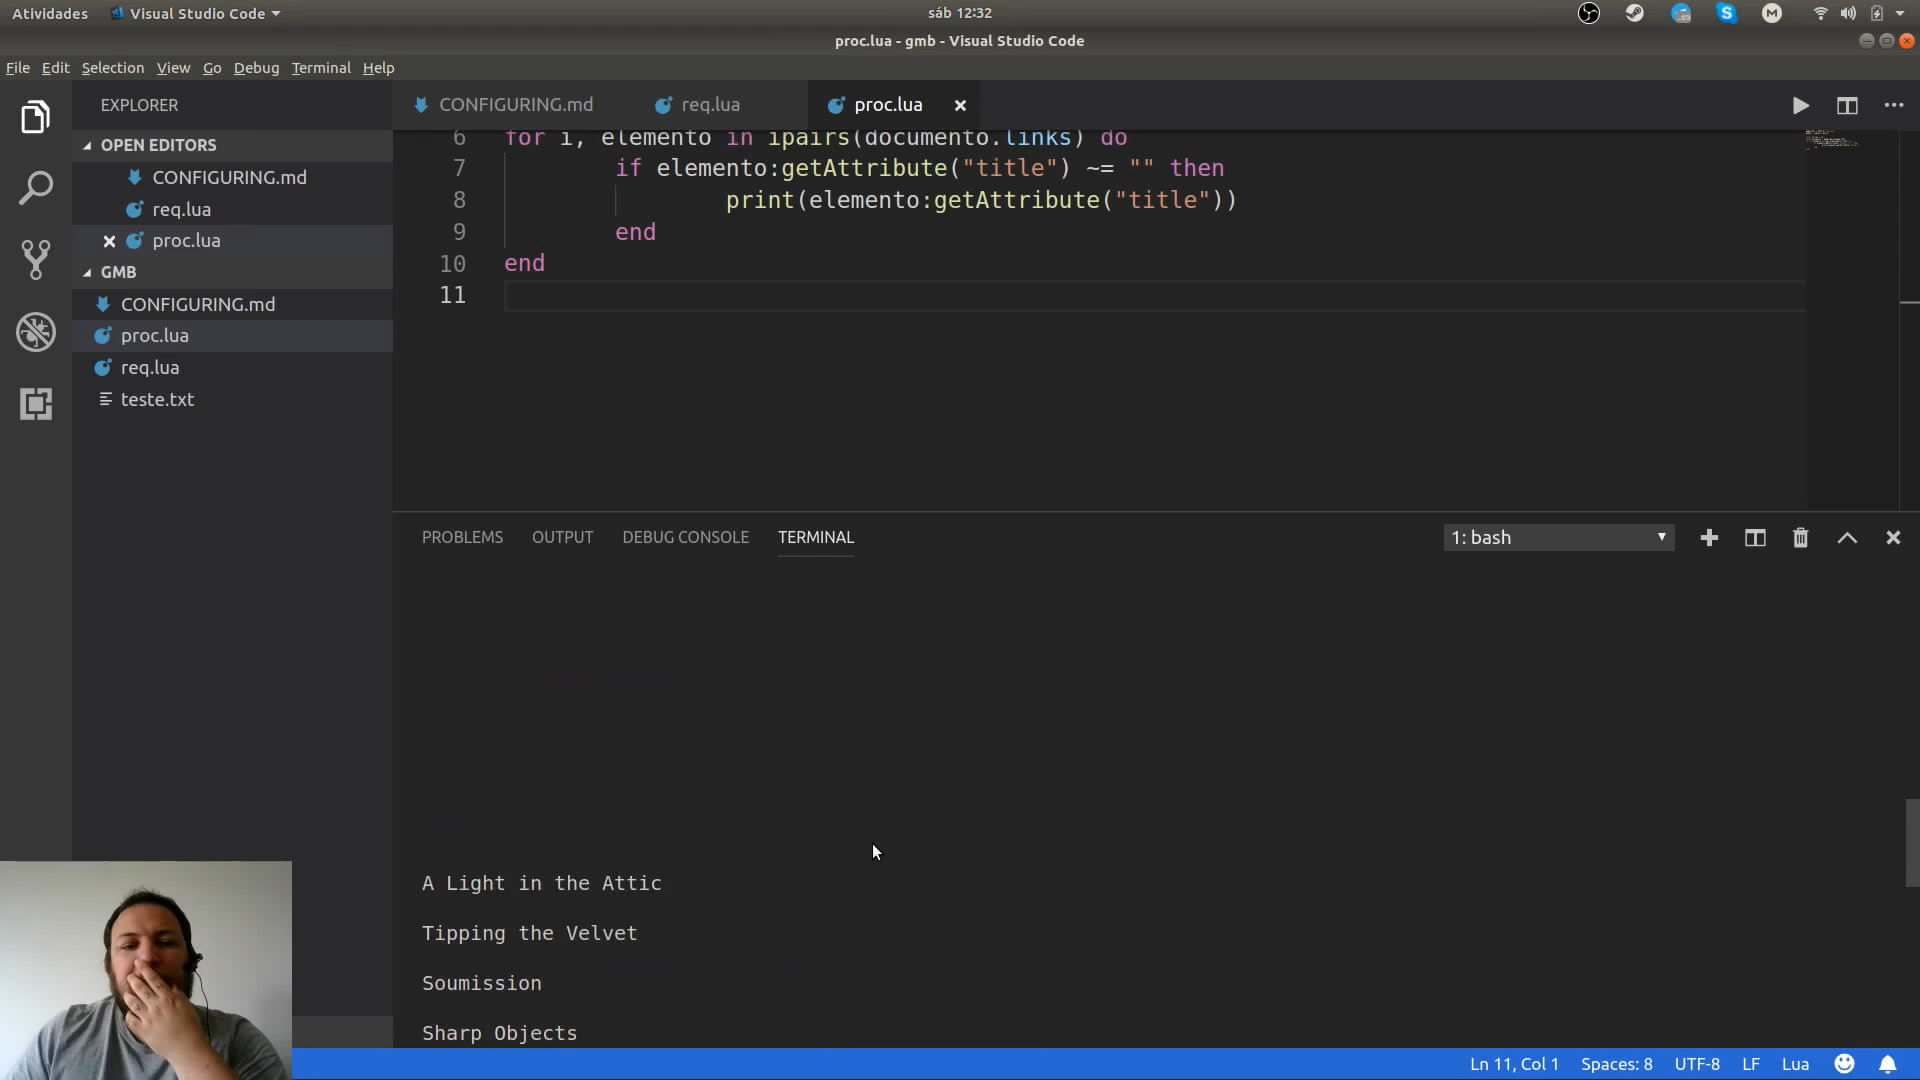 Atividades Visual Studio Code sáb 12:32
proc.lua - gmb - Visual Studio Code
File Edit Selection View Go Debug Terminal Help
EXPLORER
OPEN EDITORS
CONFIGURING.md
req.lua
proc.lua
GMB
CONFIGURING.md
proc.lua
req.lua
teste.txt
CONFIGURING.md req.lua proc.lua
6 for i, elemento in ipairs(documento.links) do
7 if elemento:getAttribute("title") ~= "" then
8 print(elemento:getAttribute("title"))
9 end
10 end
11
PROBLEMS OUTPUT DEBUG CONSOLE TERMINAL 1: bash
A Light in the Attic
Tipping the Velvet
Soumission
Sharp Objects
Ln 11, Col 1 Spaces: 8 UTF-8 LF Lua